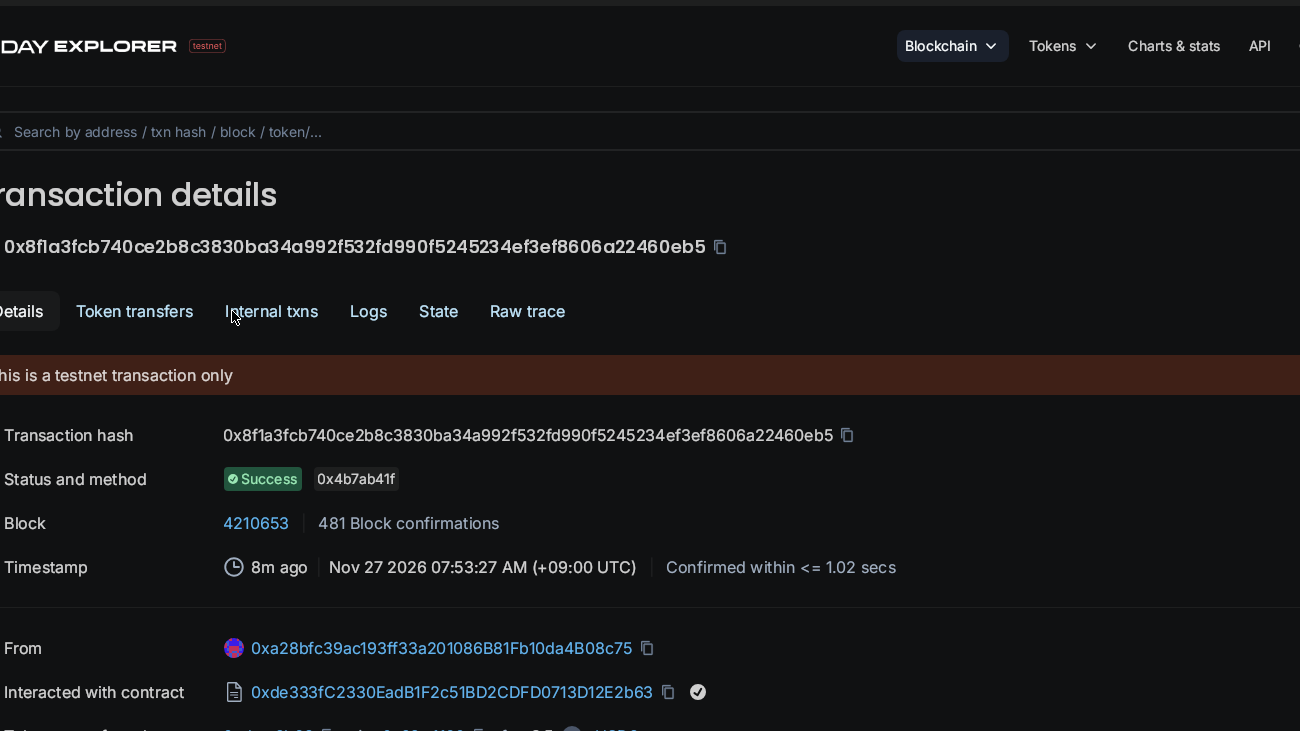 DAY EXPLORER testnet Blockchain Tokens Charts & stats API
Search by address / txn hash / block / token/...
ransaction details
0x8f1a3fcb740ce2b8c3830ba34a992f532fd990f5245234ef3ef8606a22460eb5
Details Token transfers Internal txns Logs State Raw trace
his is a testnet transaction only
Transaction hash 0x8f1a3fcb740ce2b8c3830ba34a992f532fd990f5245234ef3ef8606a22460eb5
Status and method Success 0x4b7ab41f
Block 4210653 481 Block confirmations
Timestamp 8m ago Nov 27 2026 07:53:27 AM (+09:00 UTC) Confirmed within <= 1.02 secs
From 0xa28bfc39ac193ff33a201086B81Fb10da4B08c75
Interacted with contract 0xde333fC2330EadB1F2c51BD2CDFD0713D12E2b63